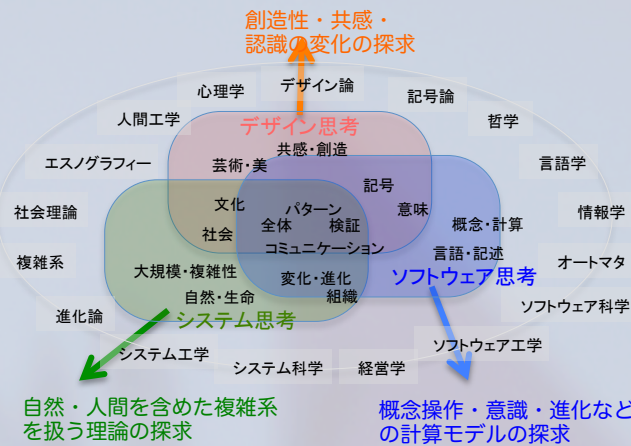 創造性・共感・
認識の変化の探求
デザイン論
心理学
記号論
人間工学
哲学
デザイン思考
共感・創造
エスノグラフィー
芸術・美
言語学
記号
社会理論
文化
パターン
意味
情報学
全体
検証
概念・計算
社会
コミュニケーション
言語・記述
複雑系
オートマタ
大規模・複雑性
変化・進化
ソフトウェア思考
自然・生命
組織
進化論
システム思考
ソフトウェア科学
システム工学
ソフトウェア工学
システム科学
経営学
自然・人間を含めた複雑系
を扱う理論の探求
概念操作・意識・進化など
の計算モデルの探求